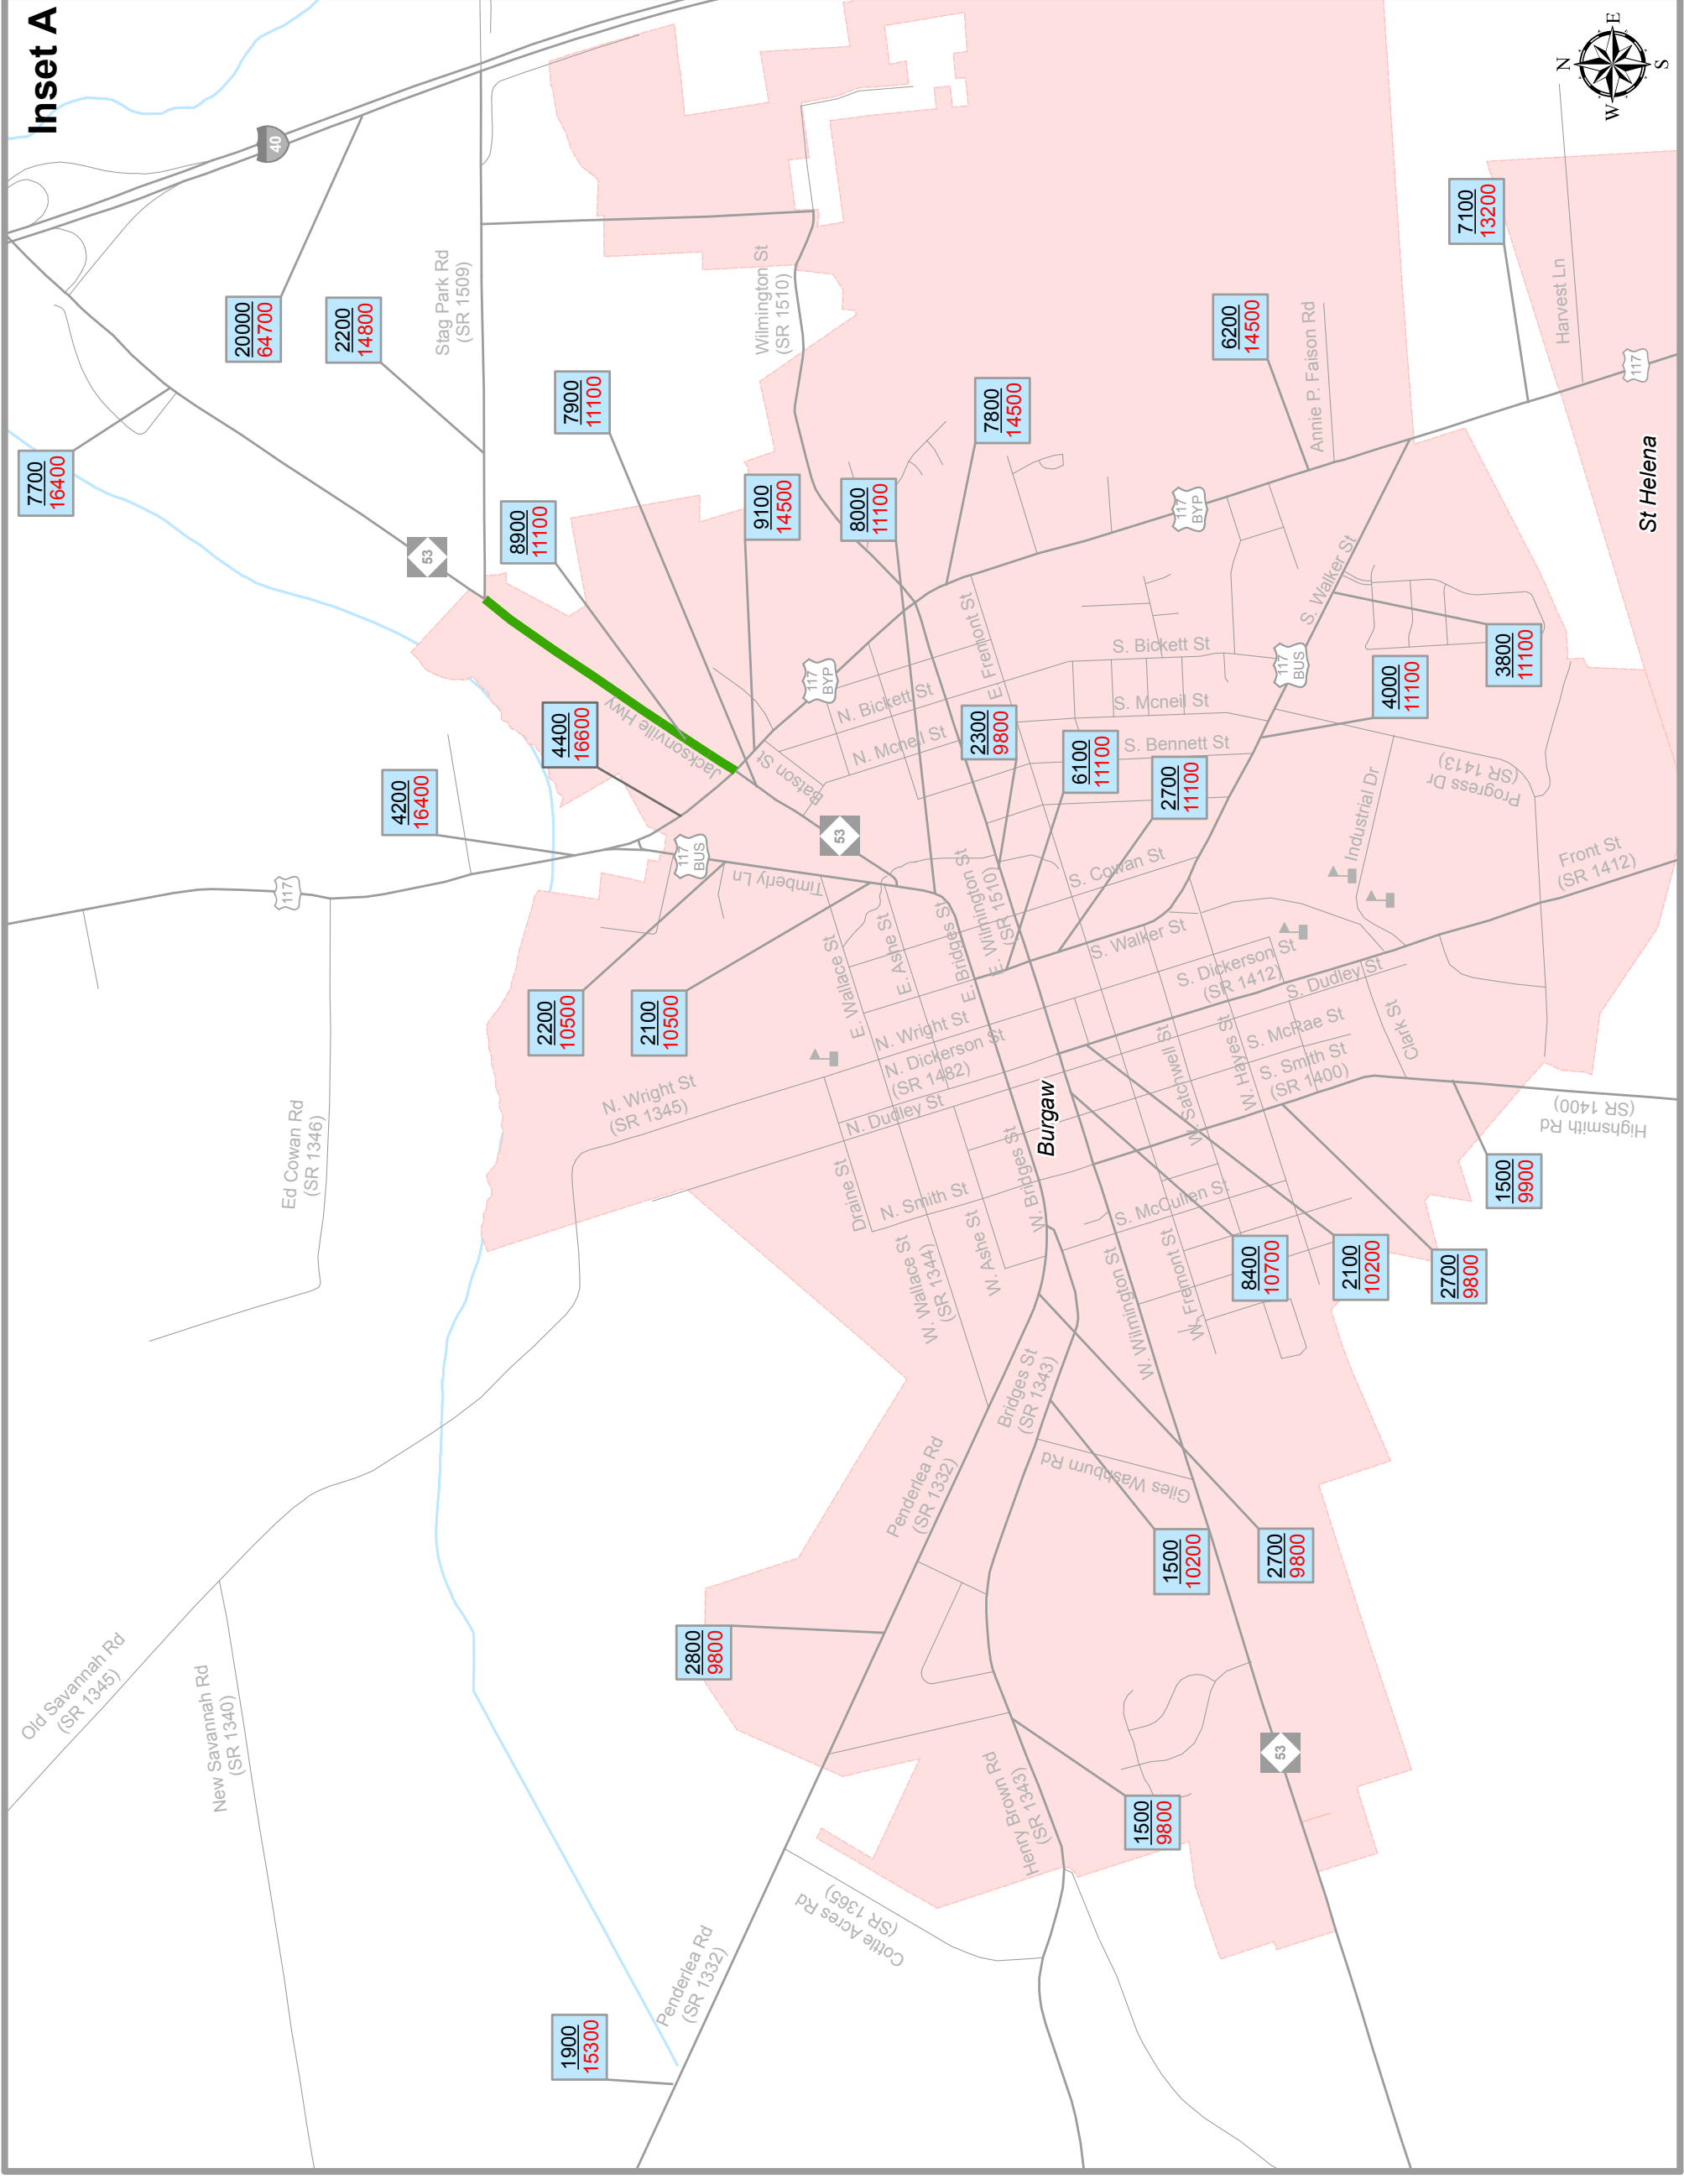 Inset A
N
E
S
W
40
20000
64700
2200
14800
7700
16400
Stag Park Rd
(SR 1509)
Wilmington St
(SR 1510)
7900
11100
8900
11100
9100
14500
8000
11100
7800
14500
6200
14500
7100
13200
Annie P. Faison Rd
Harvest Ln
117
St Helena
53
Jacksonville Hwy
4400
16600
4200
16400
117
BYP
117
BYP
E. Fremont St
S. Walker St
S. Bickett St
117
BUS
3800
11100
4000
11100
N. Bickett St
S. Mcneil St
N. Mcneil St
2300
9800
S. Bennett St
6100
11100
2700
11100
Batson St
53
117
BUS
Timberly Ln
117
Progress Dr
(SR 1413)
Industrial Dr
Front St
(SR 1412)
S. Cowan St
E. Wilmington St
(SR 1510)
E. Bridges St
E. Bridges St
E. Ashe St
E. Wallace St
S. Walker St
S. Dickerson St
(SR 1412)
S. Dudley St
2200
10500
2100
10500
N. Wright St
N. Dickerson St
(SR 1482)
N. Dudley St
N. Wright St
(SR 1345)
Ed Cowan Rd
(SR 1346)
Burgaw
W. Satchwell St
W. Satchwell St
W. Hayes St
S. McRae St
S. Smith St
(SR 1400)
Clark St
Highsmith Rd
(SR 1400)
1500
9900
Draine St
N. Smith St
W. Bridges St
W. Ashe St
W. Wallace St
(SR 1344)
S. McCullen St
W. Fremont St
W. Wilmington St
8400
10700
2100
10200
2700
9800
Bridges St
(SR 1343)
Giles Washburn Rd
Penderlea Rd
(SR 1332)
1500
10200
2700
9800
2800
9800
Old Savannah Rd
(SR 1345)
New Savannah Rd
(SR 1340)
Henry Brown Rd
(SR 1343)
1500
9800
53
Cottle Acres Rd
(SR 1365)
Penderlea Rd
(SR 1332)
1900
15300